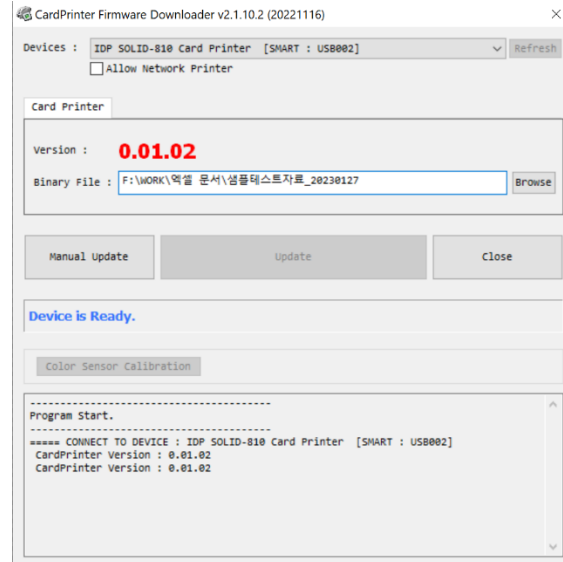 CardPrinter Firmware Downloader v2.1.10.2 (20221116)
Devices : IDP SOLID-810 Card Printer [SMART : USB002] Refresh
Allow Network Printer
Card Printer
Version : 0.01.02
Binary File : F:\WORK\엑셀 문서\샘플테스트자료_20230127 Browse
Manual Update Update Close
Device is Ready.
Color Sensor Calibration
----------------------------------------
Program Start.
----------------------------------------
===== CONNECT TO DEVICE : IDP SOLID-810 Card Printer [SMART : USB002]
CardPrinter Version : 0.01.02
CardPrinter Version : 0.01.02